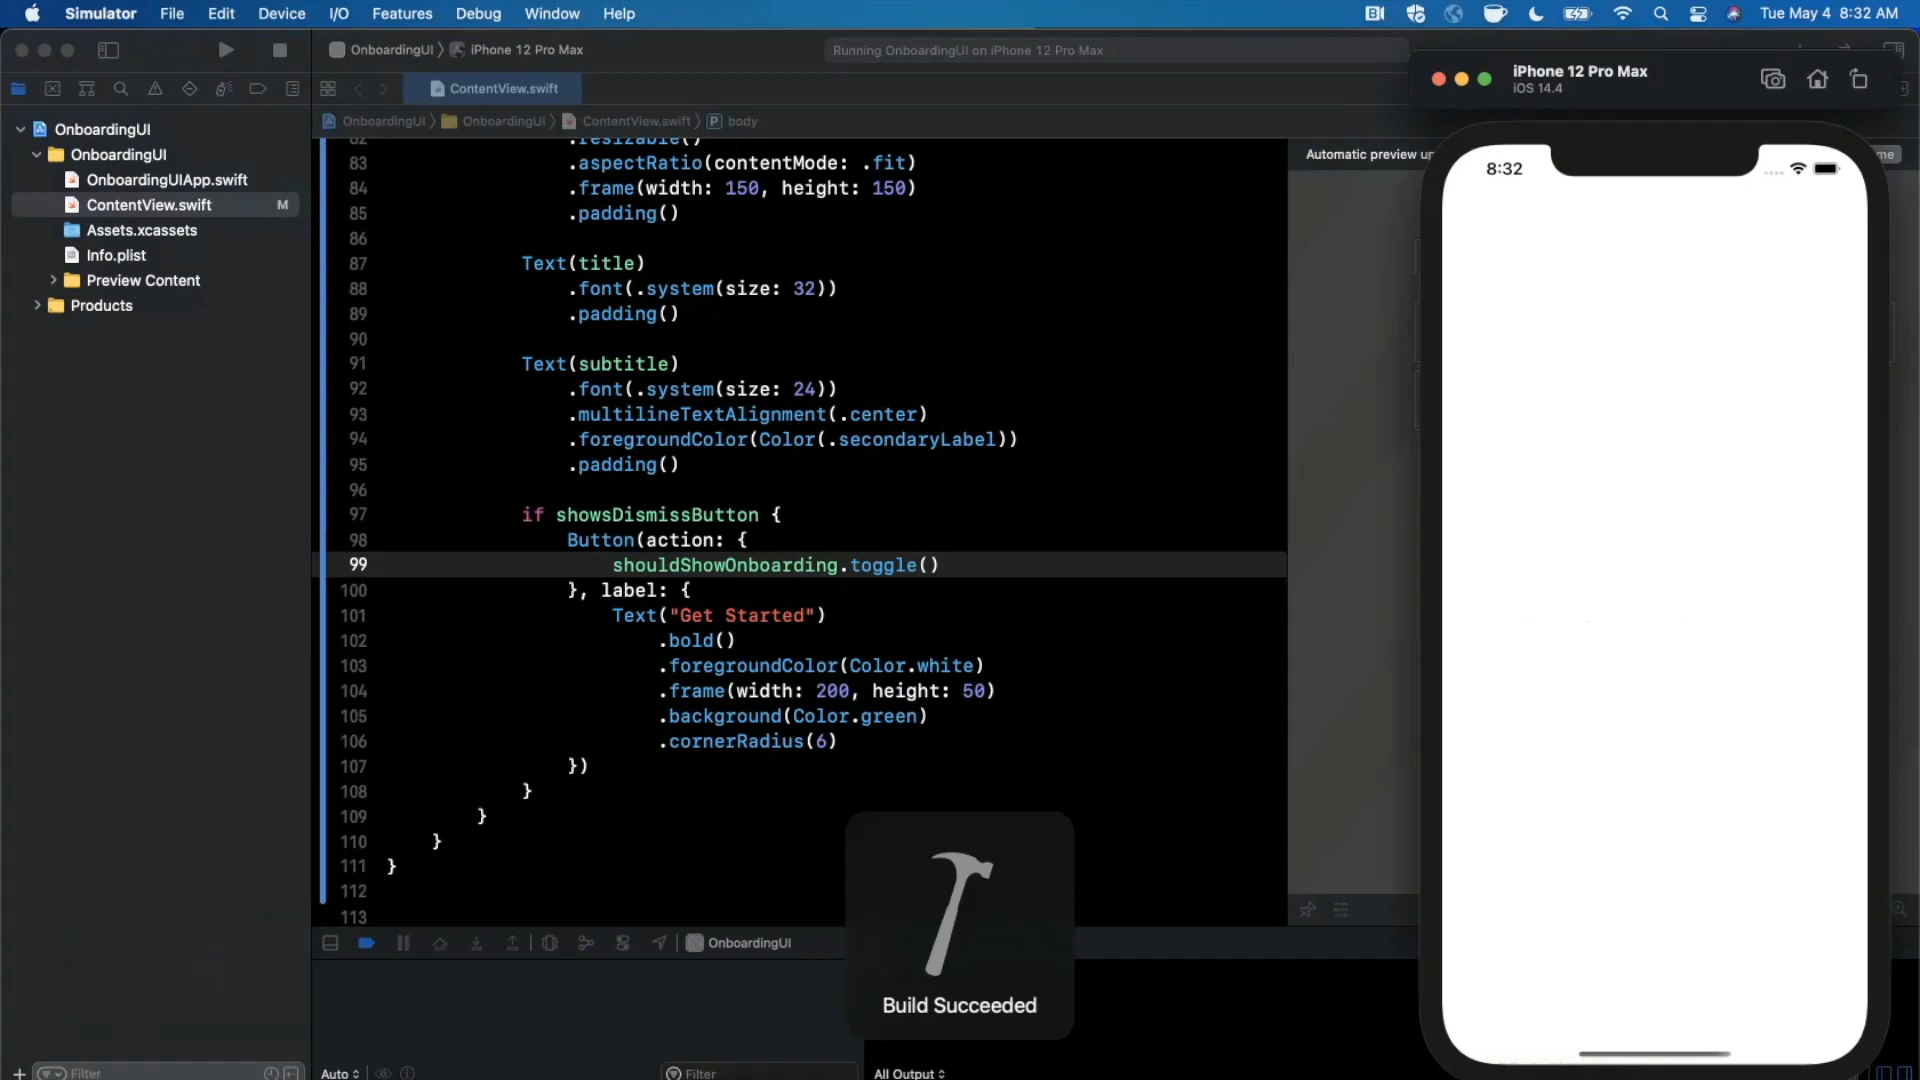 Simulator File Edit Device I/O Features Debug Window Help Tue May 4 8:32 AM
OnboardingUI iPhone 12 Pro Max Running OnboardingUI on iPhone 12 Pro Max
iPhone 12 Pro Max
iOS 14.4
ContentView.swift
OnboardingUI OnboardingUI ContentView.swift P body
OnboardingUI
OnboardingUI
OnboardingUIApp.swift
ContentView.swift M
Assets.xcassets
Info.plist
Preview Content
Products
82 .resizable()
83 .aspectRatio(contentMode: .fit)
84 .frame(width: 150, height: 150)
85 .padding()
86
87 Text(title)
88 .font(.system(size: 32))
89 .padding()
90
91 Text(subtitle)
92 .font(.system(size: 24))
93 .multilineTextAlignment(.center)
94 .foregroundColor(Color(.secondaryLabel))
95 .padding()
96
97 if showsDismissButton {
98 Button(action: {
99 shouldShowOnboarding.toggle()
100 }, label: {
101 Text("Get Started")
102 .bold()
103 .foregroundColor(Color.white)
104 .frame(width: 200, height: 50)
105 .background(Color.green)
106 .cornerRadius(6)
107 })
108 }
109 }
110 }
111 }
112
113
Automatic preview
8:32
OnboardingUI
Build Succeeded
Filter
Auto
Filter
All Output